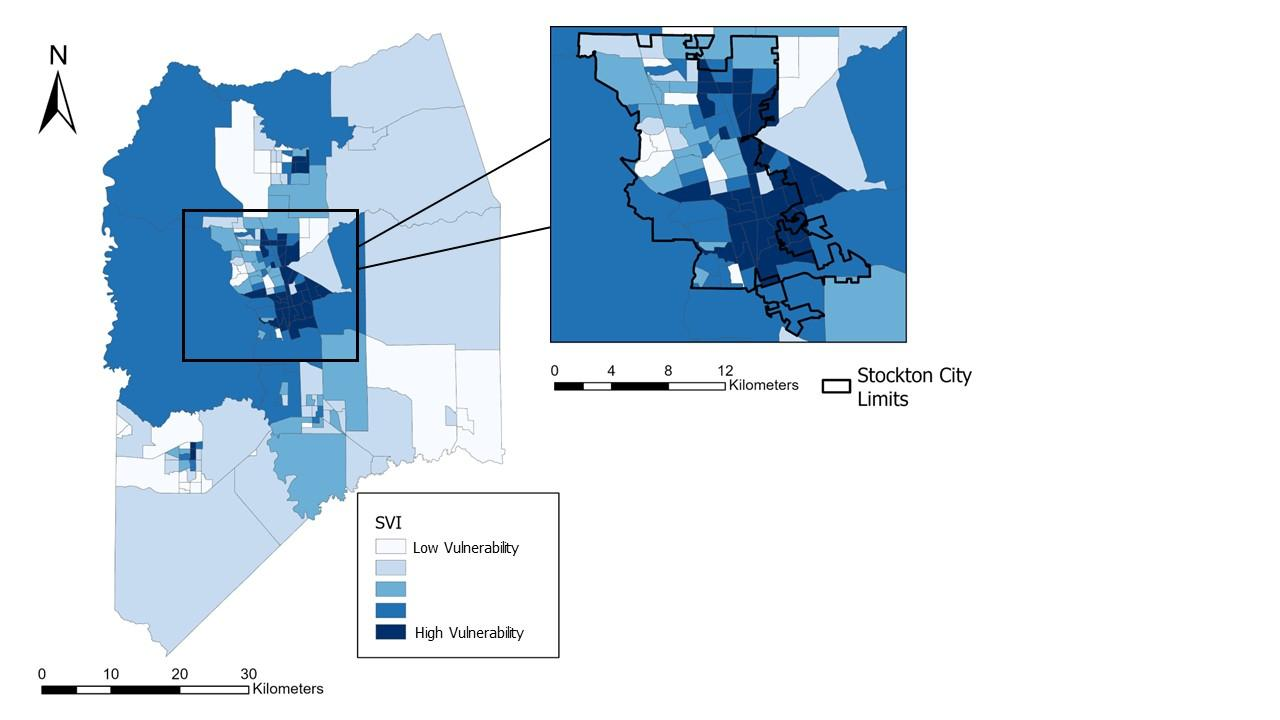 N
0 4 8 12
Kilometers
Stockton City
Limits
SVI
Low Vulnerability
High Vulnerability
0 10 20 30
Kilometers